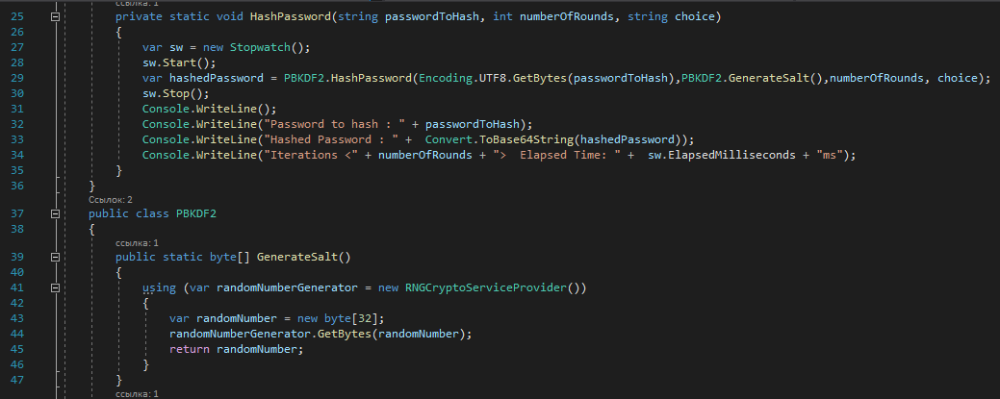 ссылка: 1
25 private static void HashPassword(string passwordToHash, int numberOfRounds, string choice)
26 {
27 var sw = new Stopwatch();
28 sw.Start();
29 var hashedPassword = PBKDF2.HashPassword(Encoding.UTF8.GetBytes(passwordToHash),PBKDF2.GenerateSalt(),numberOfRounds, choice);
30 sw.Stop();
31 Console.WriteLine();
32 Console.WriteLine("Password to hash : " + passwordToHash);
33 Console.WriteLine("Hashed Password : " +  Convert.ToBase64String(hashedPassword));
34 Console.WriteLine("Iterations <" + numberOfRounds + ">  Elapsed Time: " +  sw.ElapsedMilliseconds + "ms");
35 }
36 }
Ссылок: 2
37 public class PBKDF2
38 {
ссылка: 1
39 public static byte[] GenerateSalt()
40 {
41 using (var randomNumberGenerator = new RNGCryptoServiceProvider())
42 {
43 var randomNumber = new byte[32];
44 randomNumberGenerator.GetBytes(randomNumber);
45 return randomNumber;
46 }
47 }
ссылка: 1